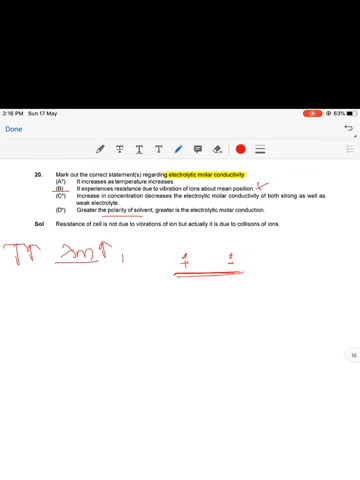 2:16 PM Sun 17 May 63%
Done
20. Mark out the correct statement(s) regarding electrolytic molar conductivity :
(A*) It increases as temperature increases.
(B) It experiences resistance due to vibration of ions about mean position.
(C*) Increase in concentration decreases the electroytic molar conductivity of both strong as well as
weak electrolyte.
(D*) Greater the polarity of solvent, greater is the electrolytic molar conduction.
Sol Resistance of cell is not due to vibrations of ion but actually it is due to collisons of ions.
T↑ λm↑,
16